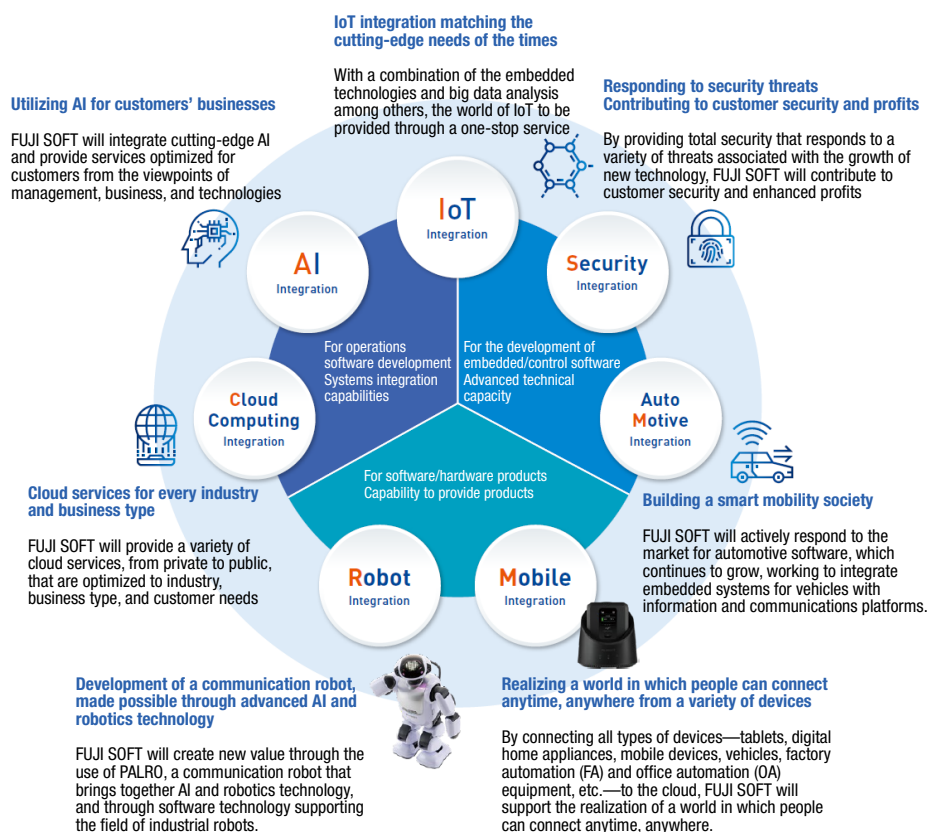 IoT integration matching the
cutting-edge needs of the times
With a combination of the embedded
technologies and big data analysis
among others, the world of IoT to be
provided through a one-stop service
Utilizing AI for customers’ businesses
FUJI SOFT will integrate cutting-edge AI
and provide services optimized for
customers from the viewpoints of
management, business, and technologies
Responding to security threats
Contributing to customer security and profits
By providing total security that responds to a
variety of threats associated with the growth of
new technology, FUJI SOFT will contribute to
customer security and enhanced profits
IoT
Integration
AI
Integration
Security
Integration
For operations
software development
Systems integration
capabilities
For the development of
embedded/control software
Advanced technical
capacity
Cloud
Computing
Integration
Auto
Motive
Integration
For software/hardware products
Capability to provide products
Cloud services for every industry
and business type
FUJI SOFT will provide a variety of
cloud services, from private to public,
that are optimized to industry,
business type, and customer needs
Building a smart mobility society
FUJI SOFT will actively respond to the
market for automotive software, which
continues to grow, working to integrate
embedded systems for vehicles with
information and communications platforms.
Robot
Integration
Mobile
Integration
Development of a communication robot,
made possible through advanced AI and
robotics technology
FUJI SOFT will create new value through the
use of PALRO, a communication robot that
brings together AI and robotics technology,
and through software technology supporting
the field of industrial robots.
Realizing a world in which people can connect
anytime, anywhere from a variety of devices
By connecting all types of devices—tablets, digital
home appliances, mobile devices, vehicles, factory
automation (FA) and office automation (OA)
equipment, etc.—to the cloud, FUJI SOFT will
support the realization of a world in which people
can connect anytime, anywhere.